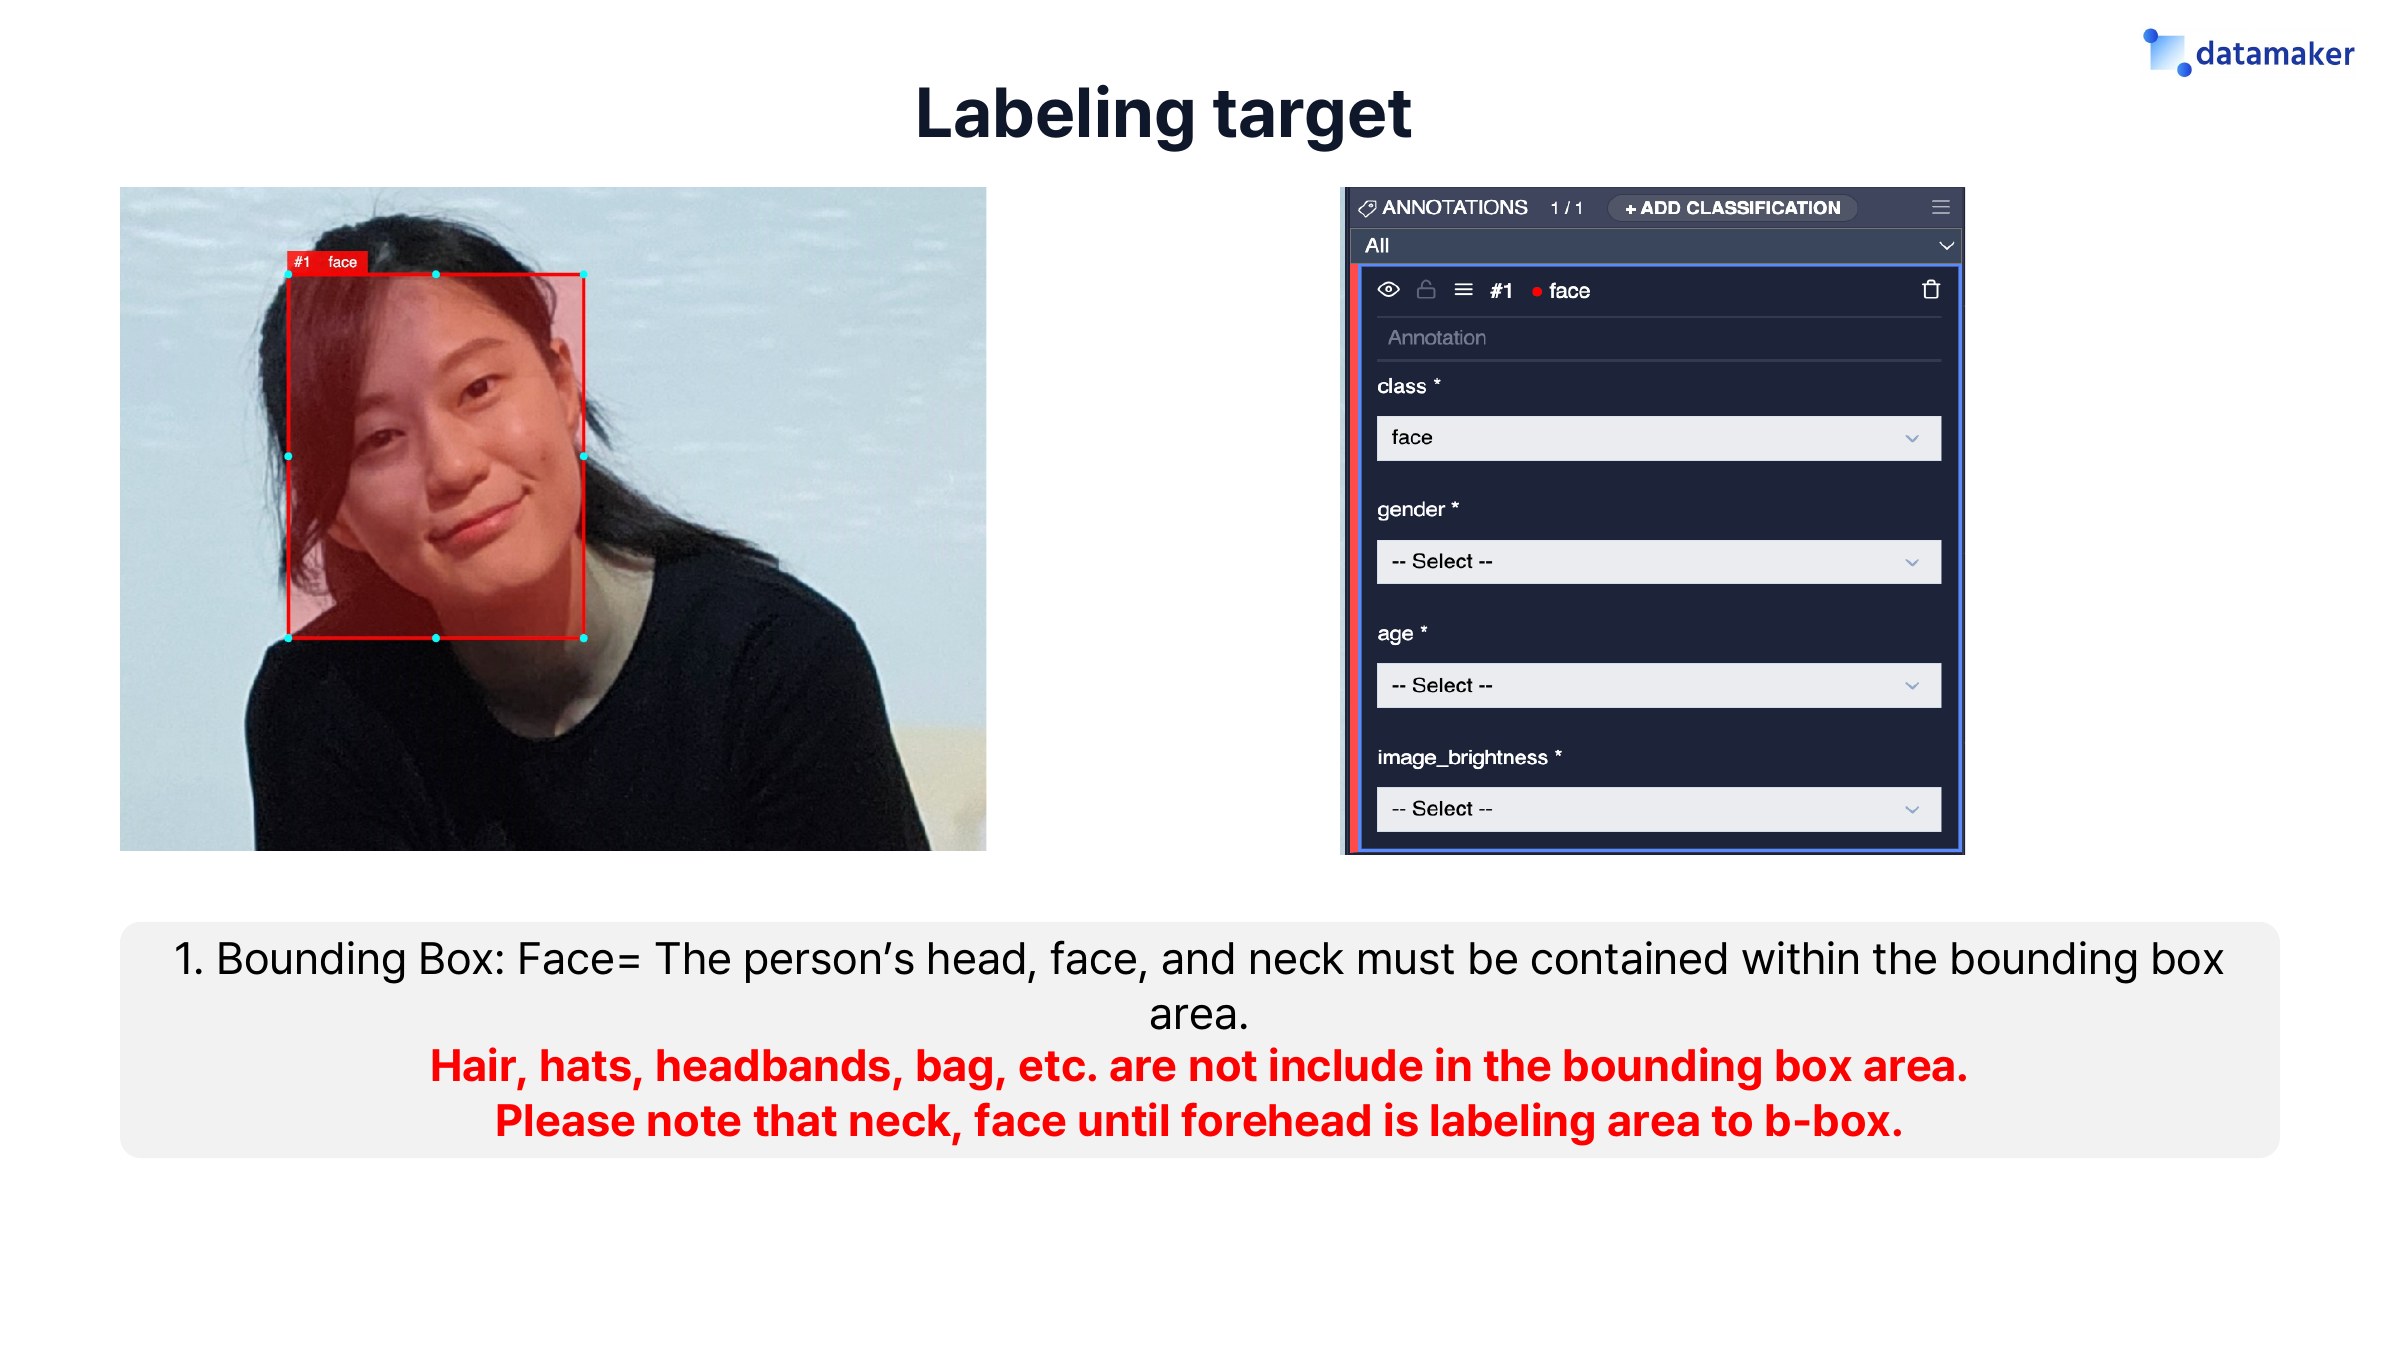 datamaker
Labeling target
#1 face
ANNOTATIONS 1 / 1 + ADD CLASSIFICATION
All
#1 face
Annotation
class *
face
gender *
-- Select --
age *
-- Select --
image_brightness *
-- Select --
1. Bounding Box: Face= The person’s head, face, and neck must be contained within the bounding box
area.
Hair, hats, headbands, bag, etc. are not include in the bounding box area.
Please note that neck, face until forehead is labeling area to b-box.